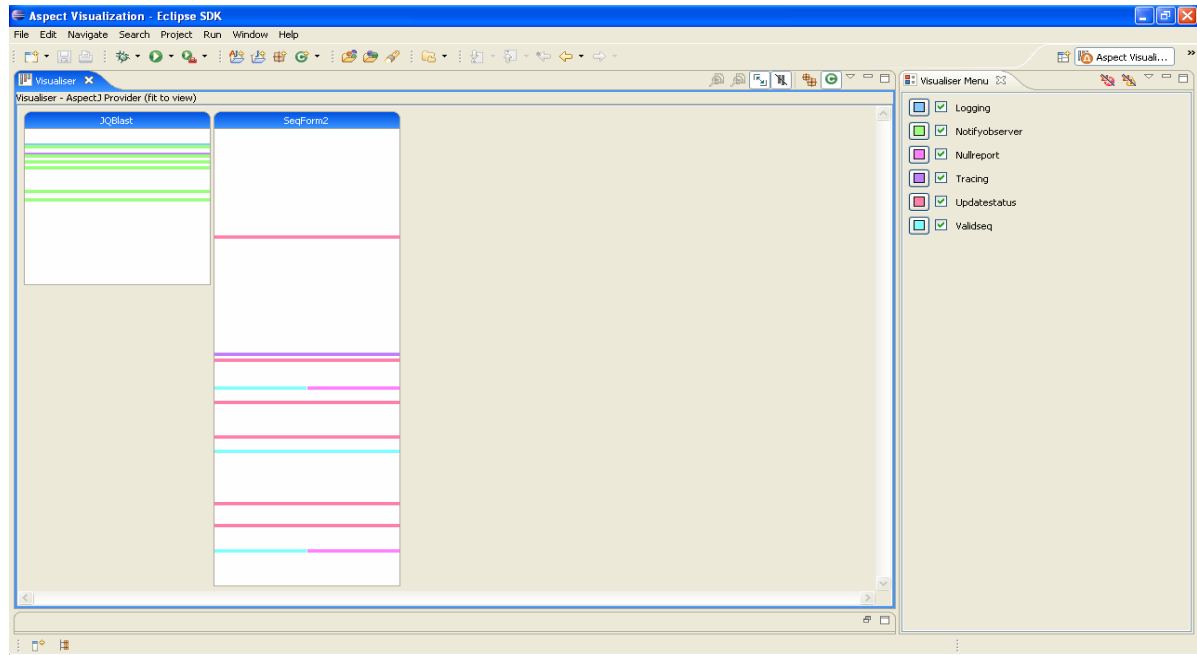 Aspect Visualization - Eclipse SDK
File Edit Navigate Search Project Run Window Help
Aspect Visuali...
Visualiser
Visualiser Menu
Visualiser - AspectJ Provider (fit to view)
JQBlast
SeqForm2
Logging
Notifyobserver
Nullreport
Tracing
Updatestatus
Validseq